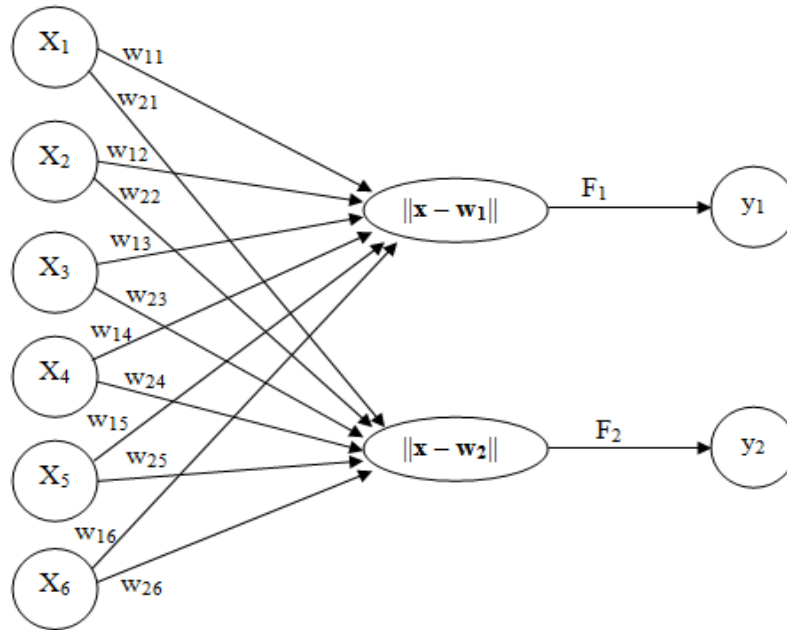 X₁
w₁₁
w₂₁
X₂
w₁₂
w₂₂
‖x – w₁‖
F₁
y₁
X₃
w₁₃
w₂₃
w₁₄
X₄
w₂₄
w₁₅
‖x – w₂‖
F₂
y₂
X₅
w₂₅
w₁₆
X₆
w₂₆